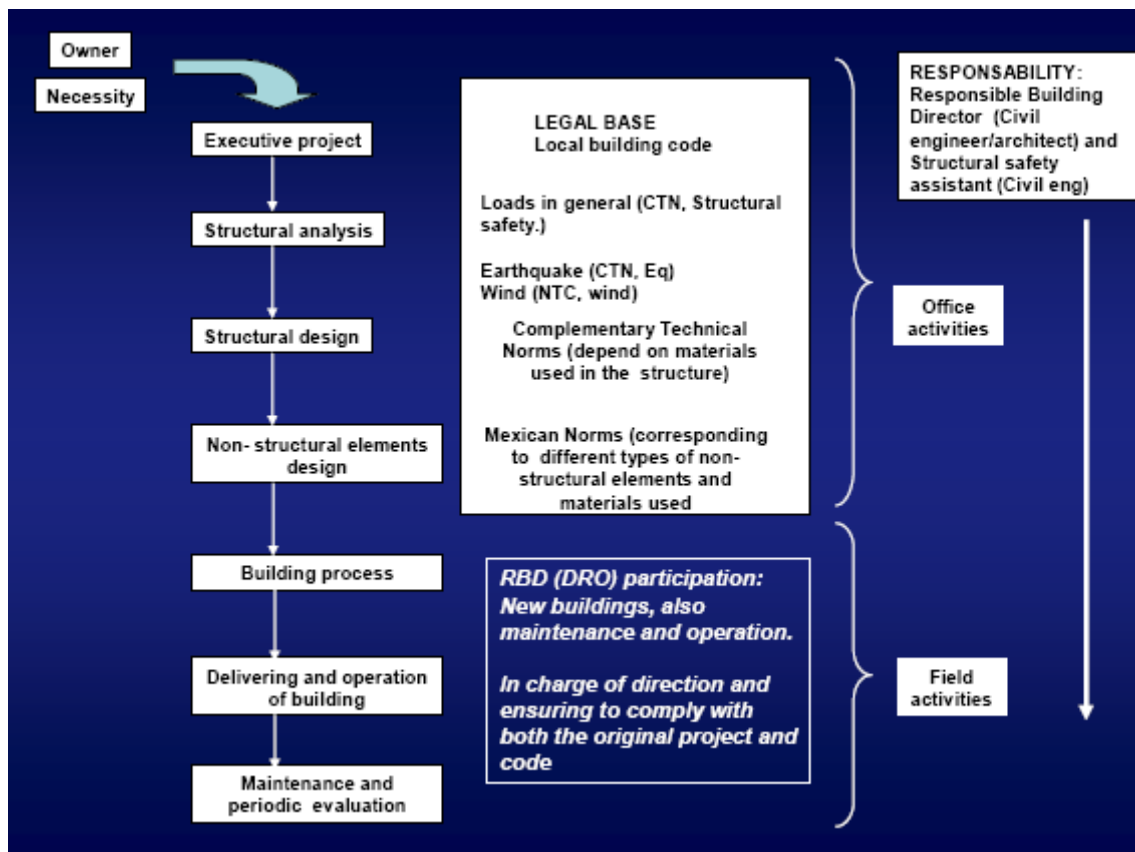 Owner
Necessity
Executive project
Structural analysis
Structural design
Non- structural elements
design
Building process
Delivering and operation
of building
Maintenance and
periodic evaluation
LEGAL BASE
Local building code
Loads in general (CTN, Structural
safety.)
Earthquake (CTN, Eq)
Wind (NTC, wind)
Complementary Technical
Norms (depend on materials
used in the structure)
Mexican Norms (corresponding
to different types of non-
structural elements and
materials used
RBD (DRO) participation:
New buildings, also
maintenance and operation.
In charge of direction and
ensuring to comply with
both the original project and
code
RESPONSABILITY:
Responsible Building
Director (Civil
engineer/architect) and
Structural safety
assistant (Civil eng)
Office
activities
Field
activities